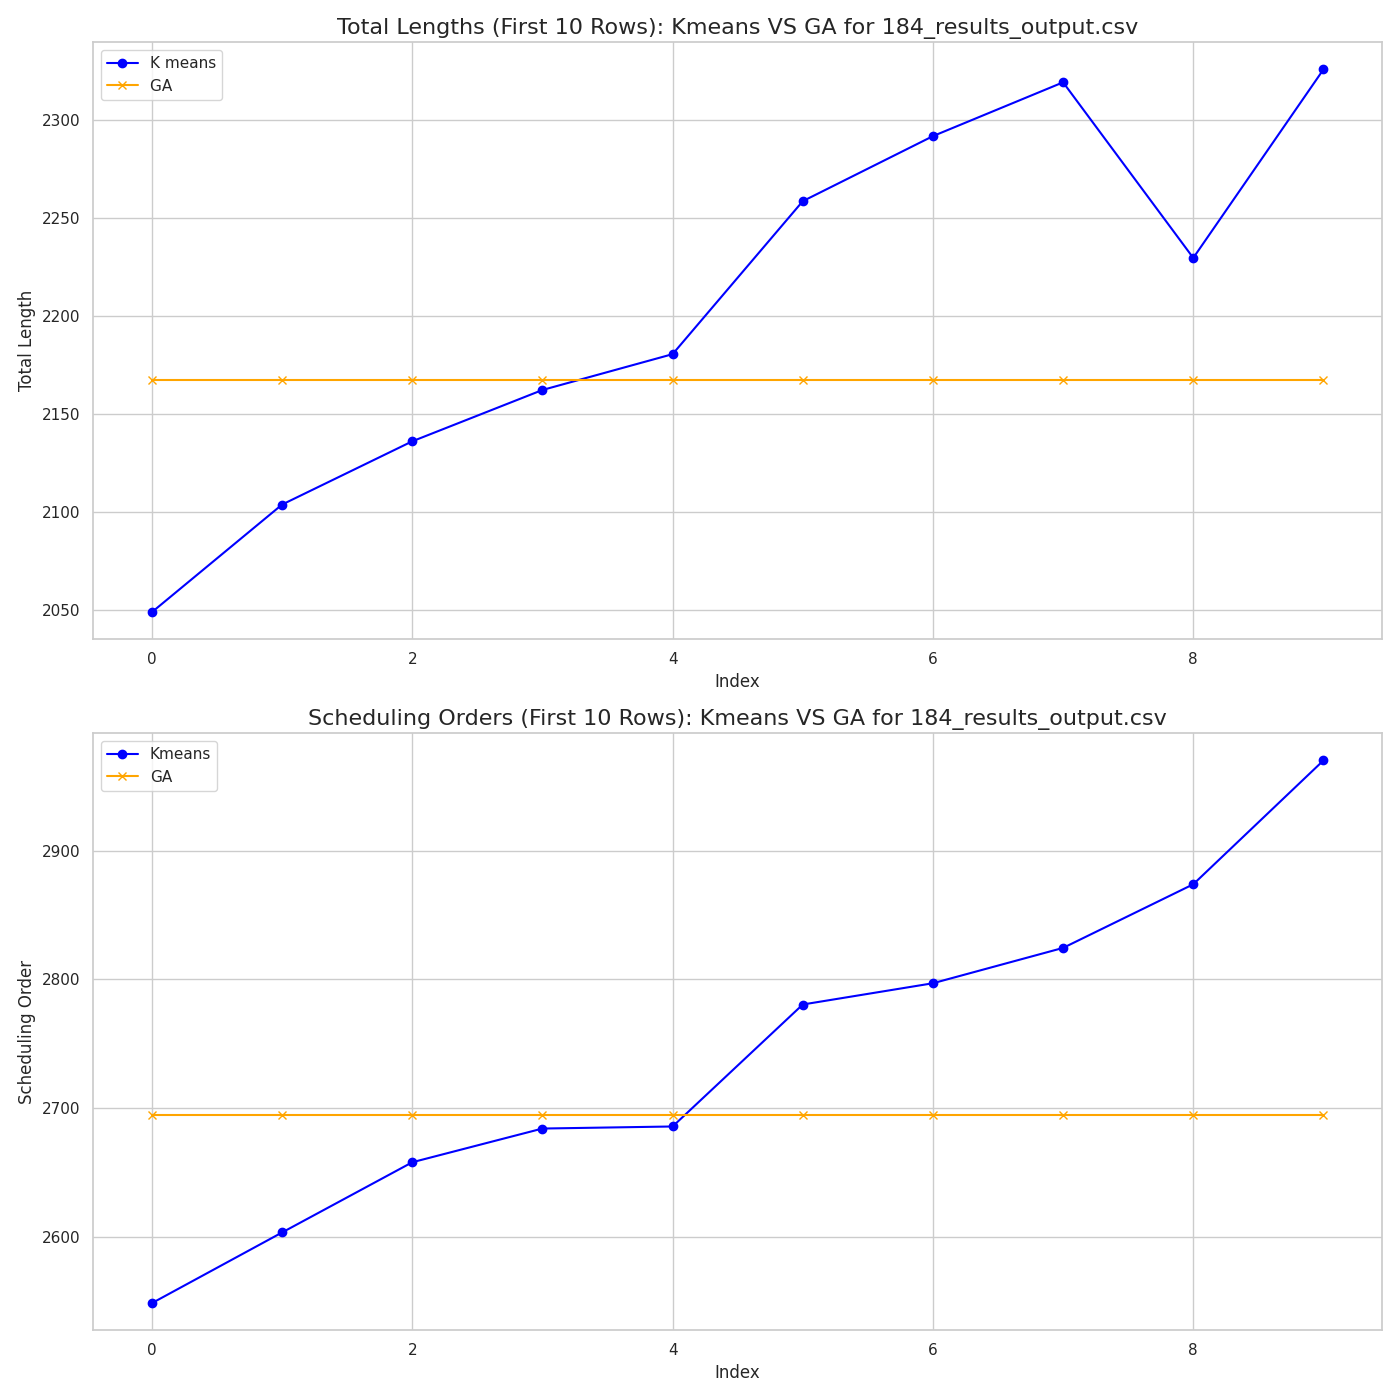 Total Lengths (First 10 Rows): Kmeans VS GA for 184_results_output.csv
K means
GA
2300
2250
2200
2150
2100
2050
Total Length
0 2 4 6 8
Index
Scheduling Orders (First 10 Rows): Kmeans VS GA for 184_results_output.csv
Kmeans
GA
2900
2800
2700
2600
Scheduling Order
0 2 4 6 8
Index